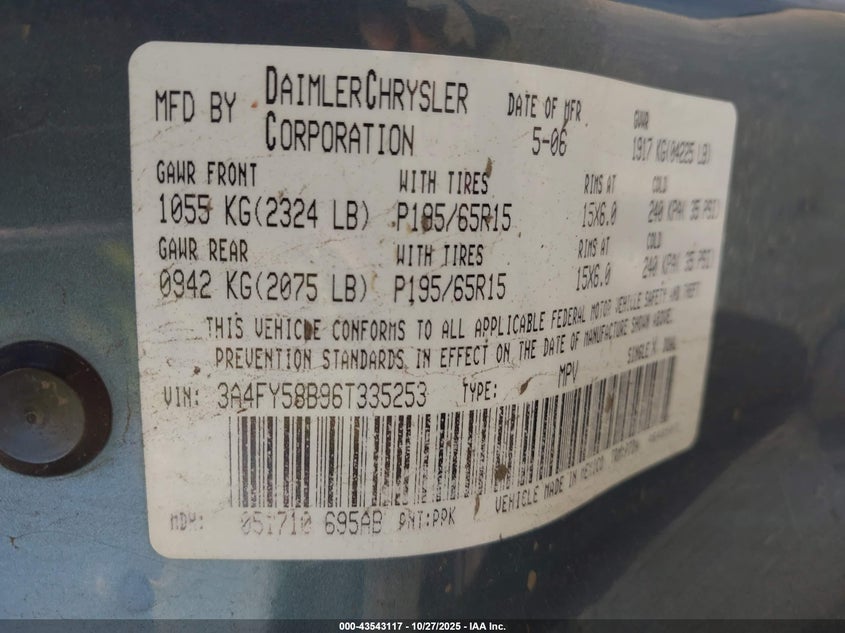 MFD BY DAIMLERCHRYSLER CORPORATION
DATE OF MFR 5-06
GVWR 1917 KG(04225 LB)
GAWR FRONT WITH TIRES RIMS AT COLD
1055 KG(2324 LB) P195/65R15 15X6.0 240 KPA( 35 PSI)
GAWR REAR WITH TIRES RIMS AT COLD
0942 KG(2075 LB) P195/65R15 15X6.0 240 KPA( 35 PSI)
THIS VEHICLE CONFORMS TO ALL APPLICABLE FEDERAL MOTOR VEHICLE SAFETY AND THEFT
PREVENTION STANDARDS IN EFFECT ON THE DATE OF MANUFACTURE SHOWN ABOVE.
VIN: 3A4FY58B96T335253 TYPE: MPV SINGLE X DUAL
VEHICLE MADE IN MEXICO
MDH: 051710 695AB PNT:PPK
000-43543117 - 10/27/2025 - IAA Inc.